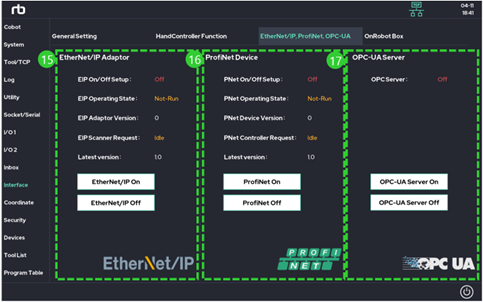 rb
TCP
04-11
18:41
Cobot
System
Tool/TCP
Log
Utility
Socket/Serial
I/O 1
I/O 2
Inbox
Interface
Coordinate
Security
Devices
Tool List
Program Table
General Setting
HandController Function
EtherNet/IP, ProfiNet, OPC-UA
OnRobot Box
15
EtherNet/IP Adaptor
EIP On/Off Setup : Off
EIP Operating State : Not-Run
EIP Adaptor Version : 0
EIP Scanner Request : Idle
Latest version : 1.0
EtherNet/IP On
EtherNet/IP Off
EtherNet/IP
16
ProfiNet Device
PNet On/Off Setup : Off
PNet Operating State : Not-Run
PNet Device Version : 0
PNet Controller Request : Idle
Latest version : 1.0
ProfiNet On
ProfiNet Off
PROFI
NET
17
OPC-UA Server
OPC Server : Off
OPC-UA Server On
OPC-UA Server Off
OPC UA